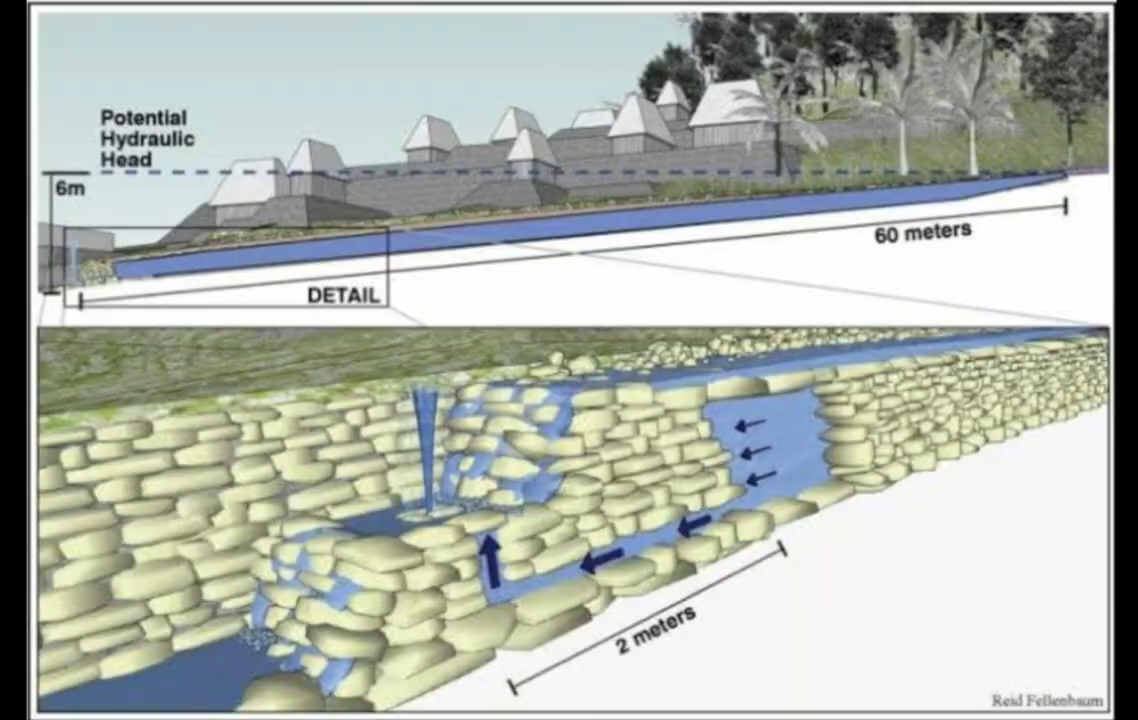 Potential
Hydraulic
Head
6m
60 meters
DETAIL
2 meters
Reid Fellenbaum